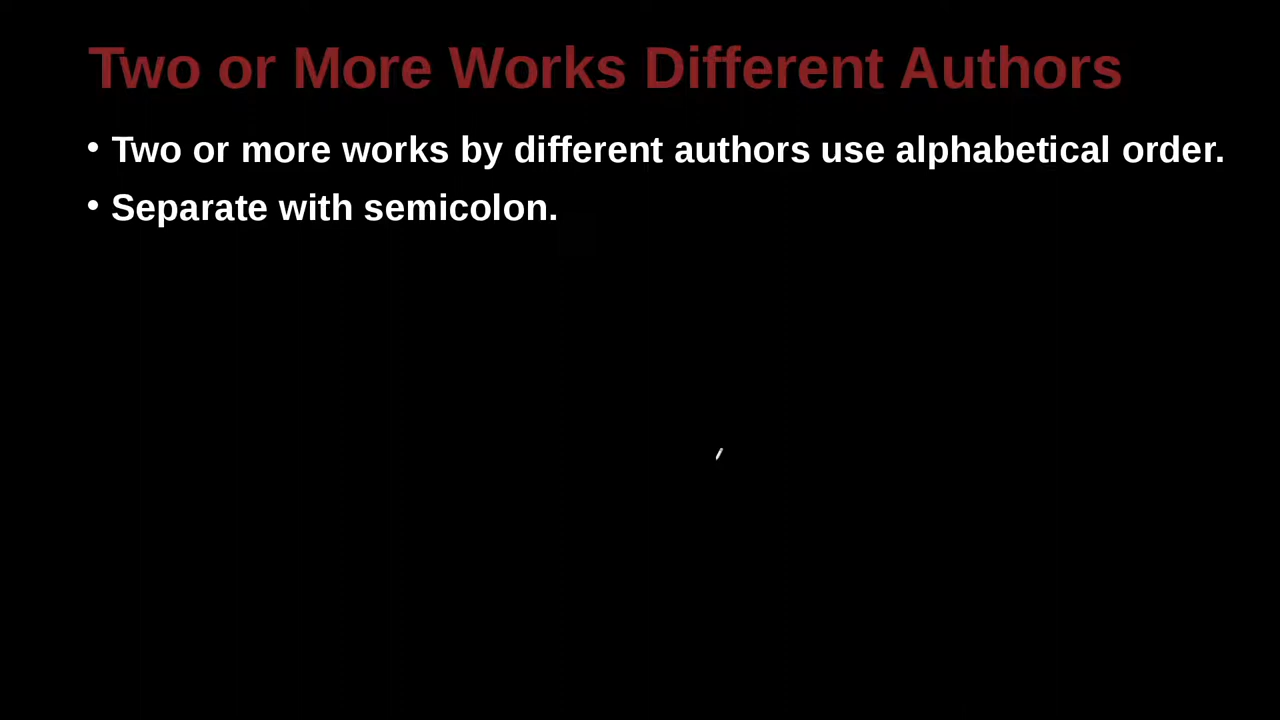 Two or More Works Different Authors
• Two or more works by different authors use alphabetical order.
• Separate with semicolon.